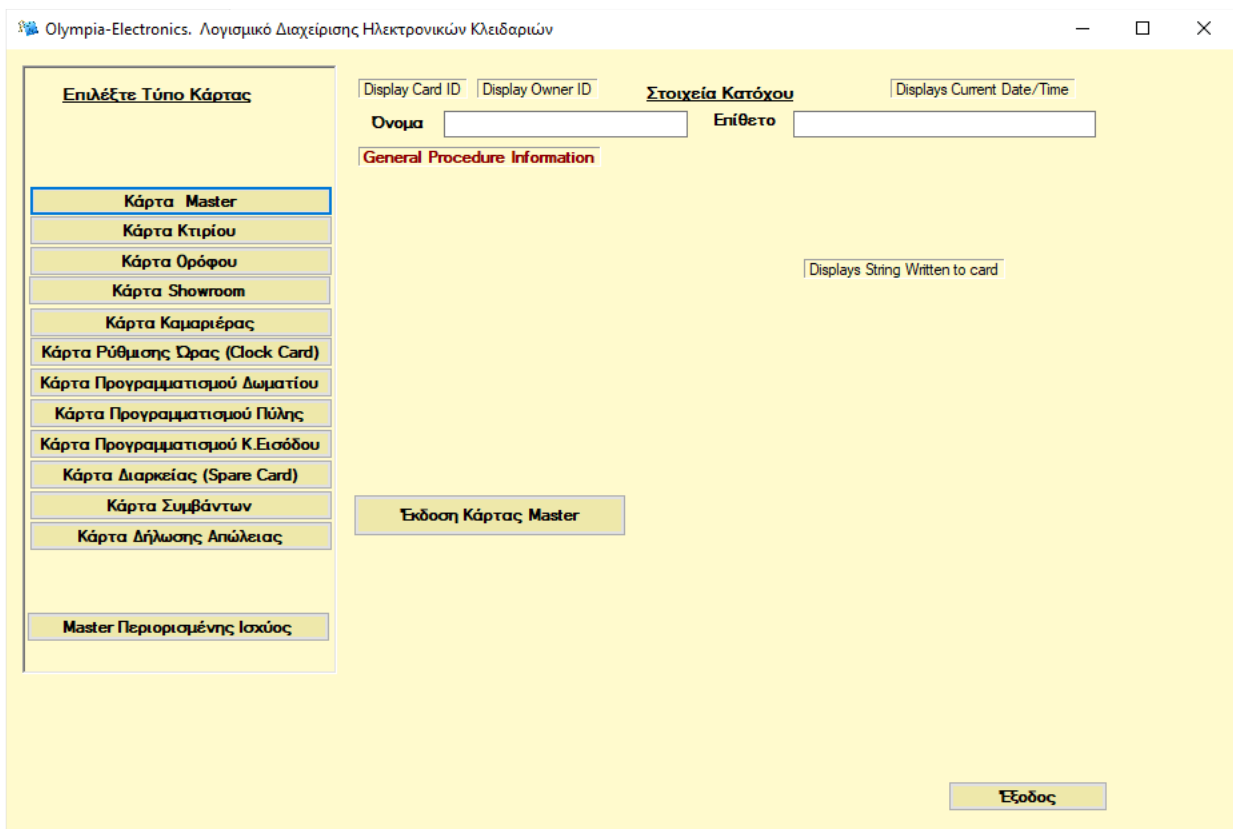 Olympia-Electronics. Λογισμικό Διαχείρισης Ηλεκτρονικών Κλειδαριών
Επιλέξτε Τύπο Κάρτας
Κάρτα Master
Κάρτα Κτιρίου
Κάρτα Ορόφου
Κάρτα Showroom
Κάρτα Καμαριέρας
Κάρτα Ρύθμισης Ώρας (Clock Card)
Κάρτα Προγραμματισμού Δωματίου
Κάρτα Προγραμματισμού Πύλης
Κάρτα Προγραμματισμού Κ.Εισόδου
Κάρτα Διαρκείας (Spare Card)
Κάρτα Συμβάντων
Κάρτα Δήλωσης Απώλειας
Master Περιορισμένης Ισχύος
Display Card ID Display Owner ID Στοιχεία Κατόχου Displays Current Date/Time
Όνομα Επίθετο
General Procedure Information
Displays String Written to card
Έκδοση Κάρτας Master
Έξοδος